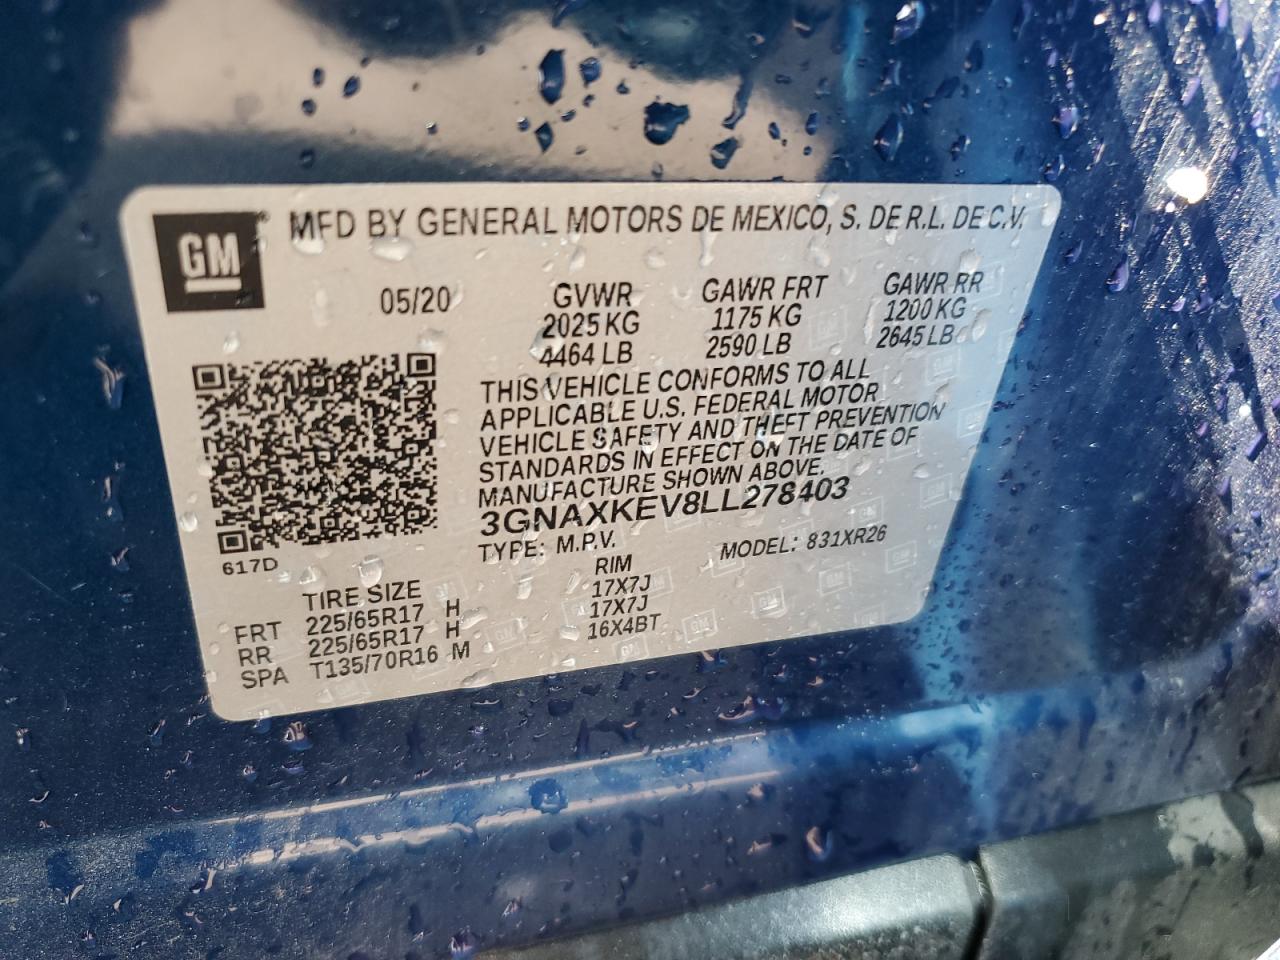 GM
MFD BY GENERAL MOTORS DE MEXICO, S. DE R.L. DE C.V.
05/20
GVWR GAWR FRT GAWR RR
2025 KG 1175 KG 1200 KG
4464 LB 2590 LB 2645 LB
THIS VEHICLE CONFORMS TO ALL
APPLICABLE U.S. FEDERAL MOTOR
VEHICLE SAFETY AND THEFT PREVENTION
STANDARDS IN EFFECT ON THE DATE OF
MANUFACTURE SHOWN ABOVE.
3GNAXKEV8LL278403
TYPE: M.P.V. MODEL: 831XR26
617D
TIRE SIZE RIM
FRT 225/65R17 H 17X7J
RR 225/65R17 H 17X7J
SPA T135/70R16 M 16X4BT